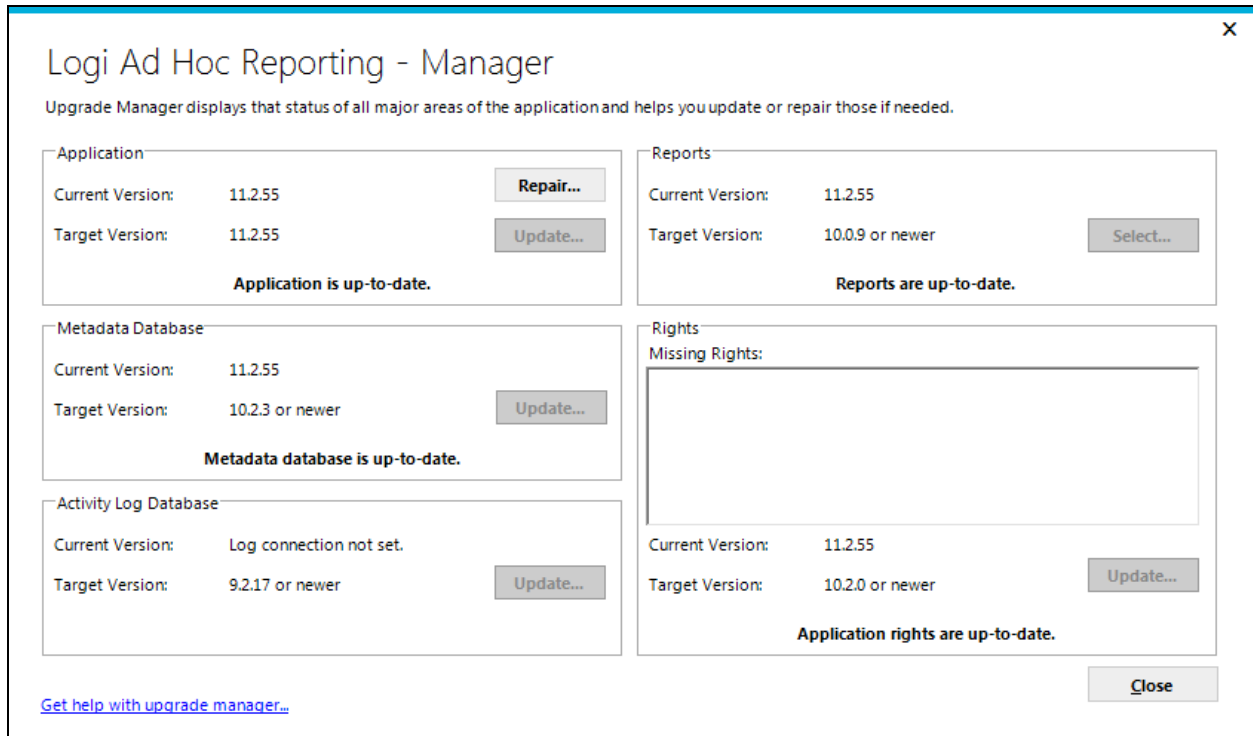 X
Logi Ad Hoc Reporting - Manager
Upgrade Manager displays that status of all major areas of the application and helps you update or repair those if needed.
Application
Current Version: 11.2.55 Repair...
Target Version: 11.2.55 Update...
Application is up-to-date.
Metadata Database
Current Version: 11.2.55
Target Version: 10.2.3 or newer Update...
Metadata database is up-to-date.
Activity Log Database
Current Version: Log connection not set.
Target Version: 9.2.17 or newer Update...
Reports
Current Version: 11.2.55
Target Version: 10.0.9 or newer Select...
Reports are up-to-date.
Rights
Missing Rights:
Current Version: 11.2.55
Target Version: 10.2.0 or newer Update...
Application rights are up-to-date.
Get help with upgrade manager...
Close